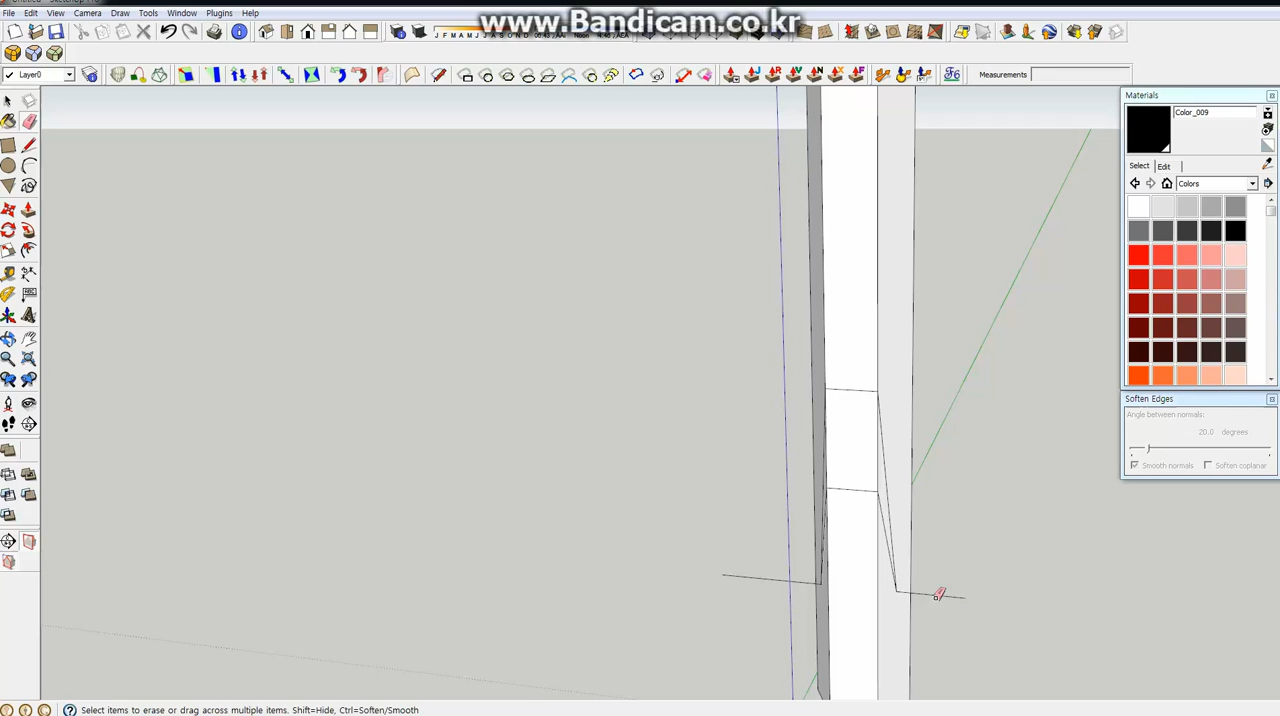 www.Bandicam.co.kr
File Edit View Camera Draw Tools Window Plugins Help
J F M A M J J A S O N D
Noon
Layer0
Measurements
Materials
Color_009
Select Edit
Colors
Soften Edges
Angle between normals:
20.0 degrees
Smooth normals Soften coplanar
Select items to erase or drag across multiple items. Shift=Hide, Ctrl=Soften/Smooth